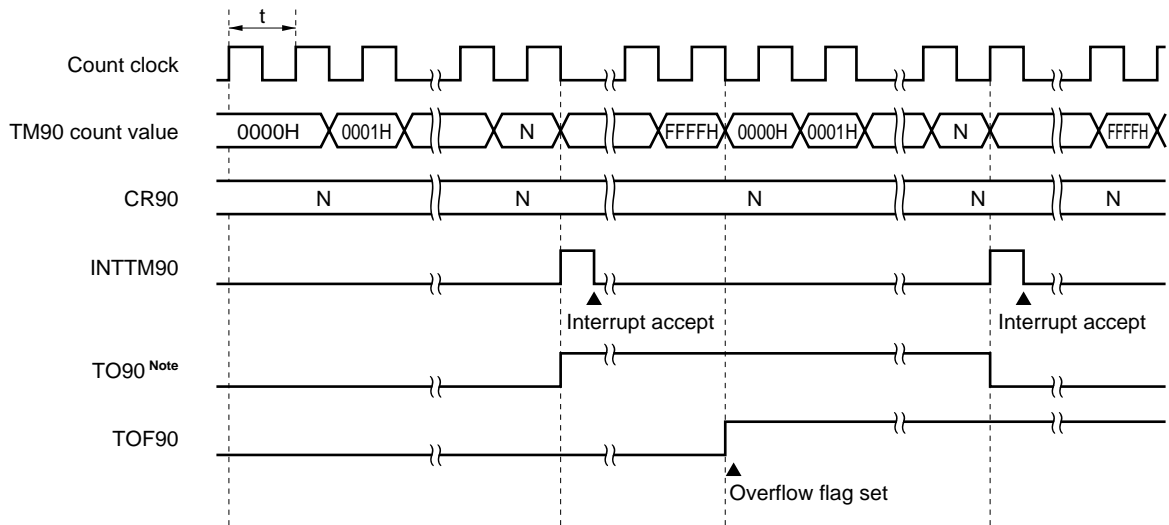 t
Count clock
TM90 count value 0000H 0001H N FFFFH 0000H 0001H N FFFFH
CR90 N N N N N
INTTM90
Interrupt accept Interrupt accept
TO90 Note
TOF90
Overflow flag set